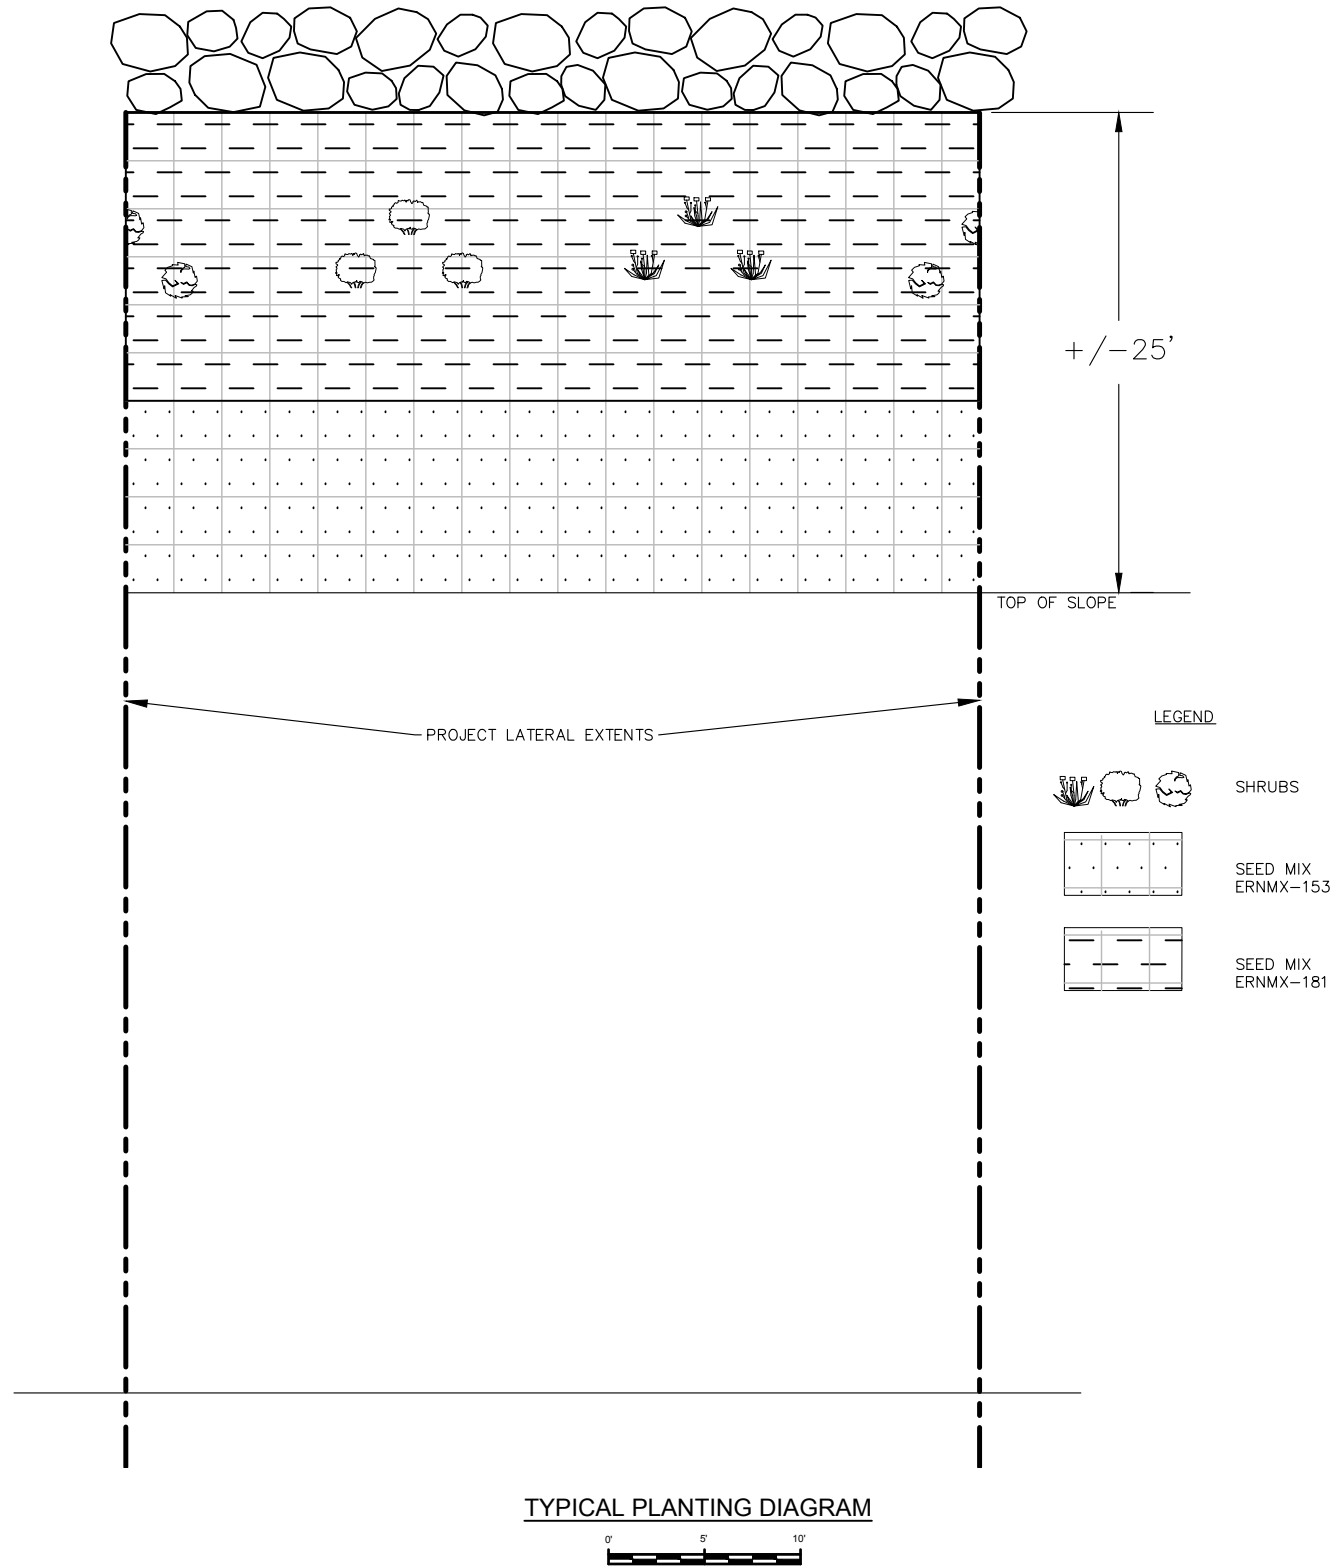 +/-25'
TOP OF SLOPE
PROJECT LATERAL EXTENTS
LEGEND
SHRUBS
SEED MIX
ERNMX-153
SEED MIX
ERNMX-181
TYPICAL PLANTING DIAGRAM
0' 5' 10'